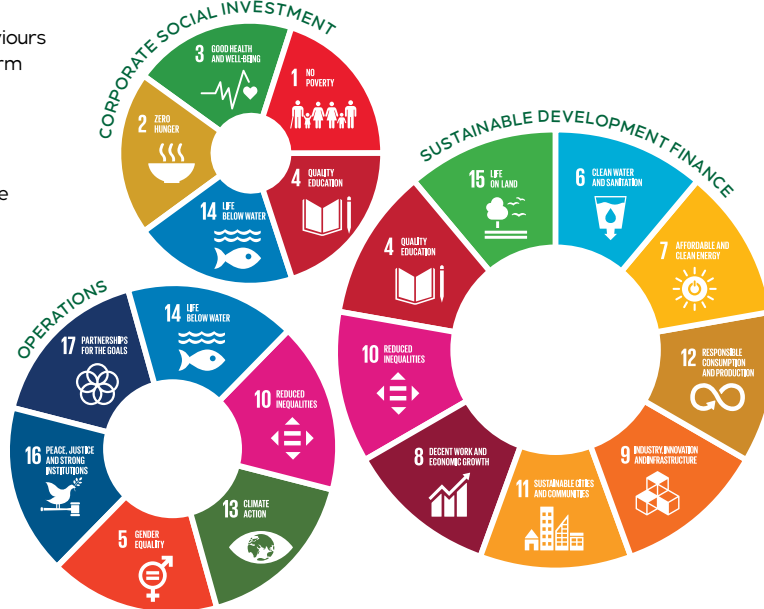 viours
rm
e
CORPORATE SOCIAL INVESTMENT
3 GOOD HEALTH
AND WELL-BEING
1 NO
POVERTY
2 ZERO
HUNGER
4 QUALITY
EDUCATION
14 LIFE
BELOW WATER
SUSTAINABLE DEVELOPMENT FINANCE
15 LIFE
ON LAND
6 CLEAN WATER
AND SANITATION
4 QUALITY
EDUCATION
7 AFFORDABLE AND
CLEAN ENERGY
10 REDUCED
INEQUALITIES
12 RESPONSIBLE
CONSUMPTION
AND PRODUCTION
8 DECENT WORK AND
ECONOMIC GROWTH
9 INDUSTRY, INNOVATION
AND INFRASTRUCTURE
11 SUSTAINABLE CITIES
AND COMMUNITIES
OPERATIONS
14 LIFE
BELOW WATER
17 PARTNERSHIPS
FOR THE GOALS
10 REDUCED
INEQUALITIES
16 PEACE, JUSTICE
AND STRONG
INSTITUTIONS
13 CLIMATE
ACTION
5 GENDER
EQUALITY